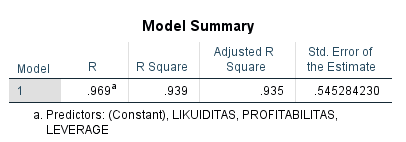 Model Summary
Model R R Square Adjusted R Square Std. Error of the Estimate
1 .969a .939 .935 .545284230
a. Predictors: (Constant), LIKUIDITAS, PROFITABILITAS,
LEVERAGE